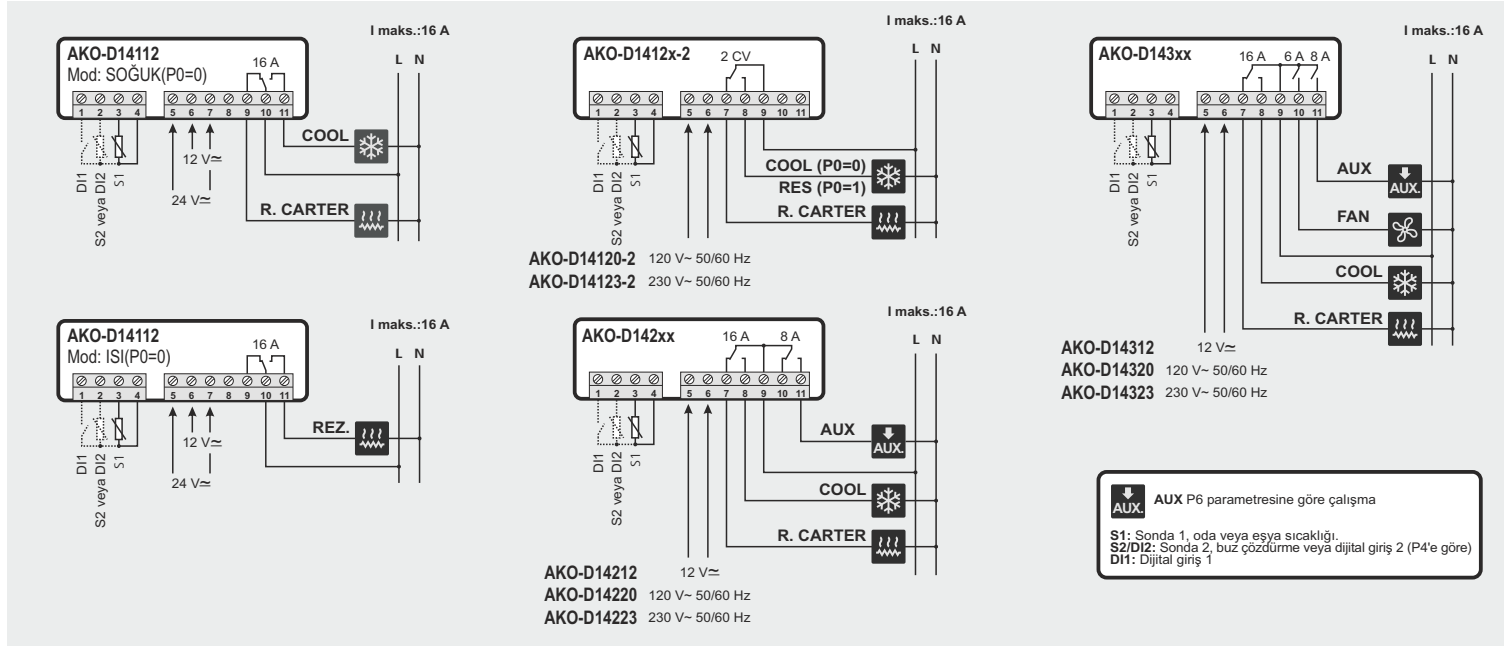 I maks.:16 A
AKO-D14112
Mod: SOĞUK(P0=0)
16 A
L N
1 2 3 4 5 6 7 8 9 10 11
COOL
12 V≂
24 V≂
DI1
S2 veya DI2
S1
R. CARTER
I maks.:16 A
AKO-D14112
Mod: ISI(P0=0)
16 A
L N
1 2 3 4 5 6 7 8 9 10 11
REZ.
12 V≂
24 V≂
DI1
S2 veya DI2
S1
I maks.:16 A
AKO-D1412x-2
2 CV
L N
1 2 3 4 5 6 7 8 9 10 11
COOL (P0=0)
RES (P0=1)
R. CARTER
DI1
S2 veya DI2
S1
AKO-D14120-2 120 V~ 50/60 Hz
AKO-D14123-2 230 V~ 50/60 Hz
I maks.:16 A
AKO-D142xx
16 A 8 A
L N
1 2 3 4 5 6 7 8 9 10 11
AUX
AUX.
COOL
R. CARTER
DI1
S2 veya DI2
S1
AKO-D14212 12 V≂
AKO-D14220 120 V~ 50/60 Hz
AKO-D14223 230 V~ 50/60 Hz
I maks.:16 A
AKO-D143xx
16 A 6 A 8 A
L N
1 2 3 4 5 6 7 8 9 10 11
AUX
AUX.
FAN
COOL
R. CARTER
DI1
S2 veya DI2
S1
AKO-D14312 12 V≂
AKO-D14320 120 V~ 50/60 Hz
AKO-D14323 230 V~ 50/60 Hz
AUX.
AUX P6 parametresine göre çalışma
S1: Sonda 1, oda veya eşya sıcaklığı.
S2/DI2: Sonda 2, buz çözdürme veya dijital giriş 2 (P4'e göre)
DI1: Dijital giriş 1